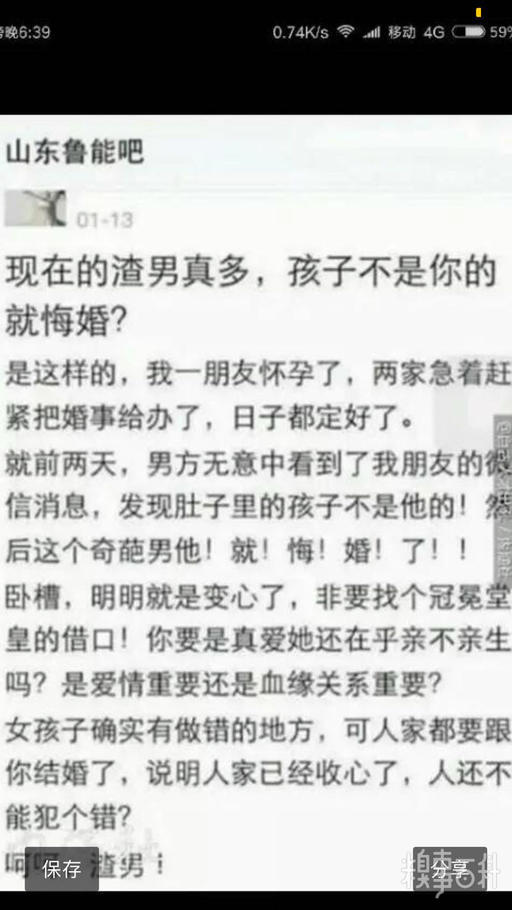 傍晚6:39 0.74K/s 移动 4G 59%
山东鲁能吧
01-13
现在的渣男真多，孩子不是你的
就悔婚？
是这样的，我一朋友怀孕了，两家急着赶
紧把婚事给办了，日子都定好了。
就前两天，男方无意中看到了我朋友的微
信消息，发现肚子里的孩子不是他的！然
后这个奇葩男他！就！悔！婚！了！！
卧槽，明明就是变心了，非要找个冠冕堂
皇的借口！你要是真爱她还在乎亲不亲生
吗？是爱情重要还是血缘关系重要？
女孩子确实有做错的地方，可人家都要跟
你结婚了，说明人家已经收心了，人还不
能犯个错？
呵呵，渣男！
保存
分享
糗事百科